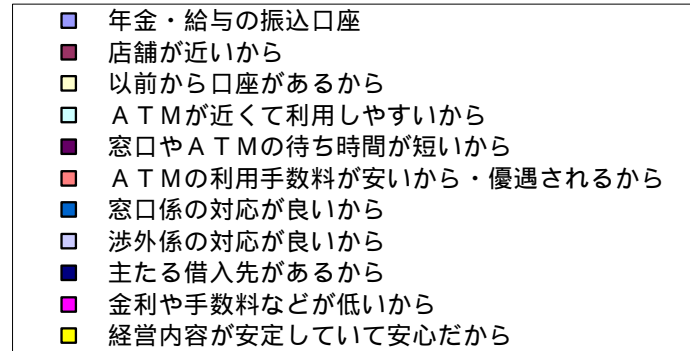 年金・給与の振込口座
店舗が近いから
以前から口座があるから
ＡＴＭが近くて利用しやすいから
窓口やＡＴＭの待ち時間が短いから
ＡＴＭの利用手数料が安いから・優遇されるから
窓口係の対応が良いから
渉外係の対応が良いから
主たる借入先があるから
金利や手数料などが低いから
経営内容が安定していて安心だから